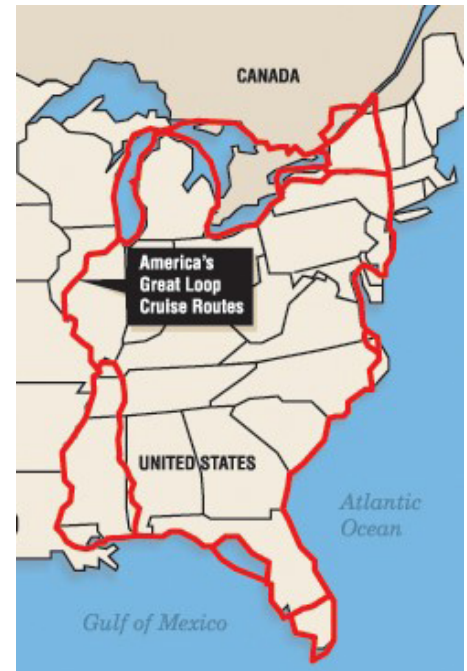 CANADA
America's
Great Loop
Cruise Routes
UNITED STATES
Atlantic
Ocean
Gulf of Mexico